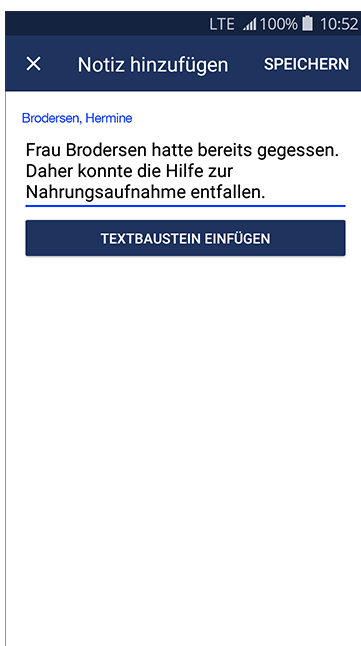 LTE 100% 10:52
× Notiz hinzufügen SPEICHERN
Brodersen, Hermine
Frau Brodersen hatte bereits gegessen.
Daher konnte die Hilfe zur
Nahrungsaufnahme entfallen.
TEXTBAUSTEIN EINFÜGEN